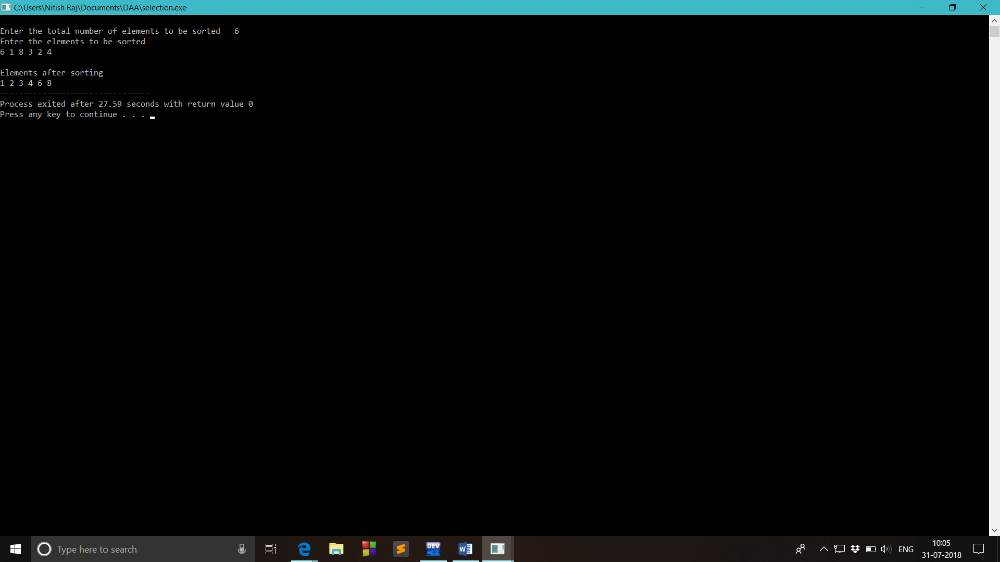 C:\Users\Nitish Raj\Documents\DAA\selection.exe
Enter the total number of elements to be sorted   6
Enter the elements to be sorted
6 1 8 3 2 4
Elements after sorting
1 2 3 4 6 8
--------------------------------
Process exited after 27.59 seconds with return value 0
Press any key to continue . . .
Type here to search
DEV
C++
W
ENG
10:05
31-07-2018